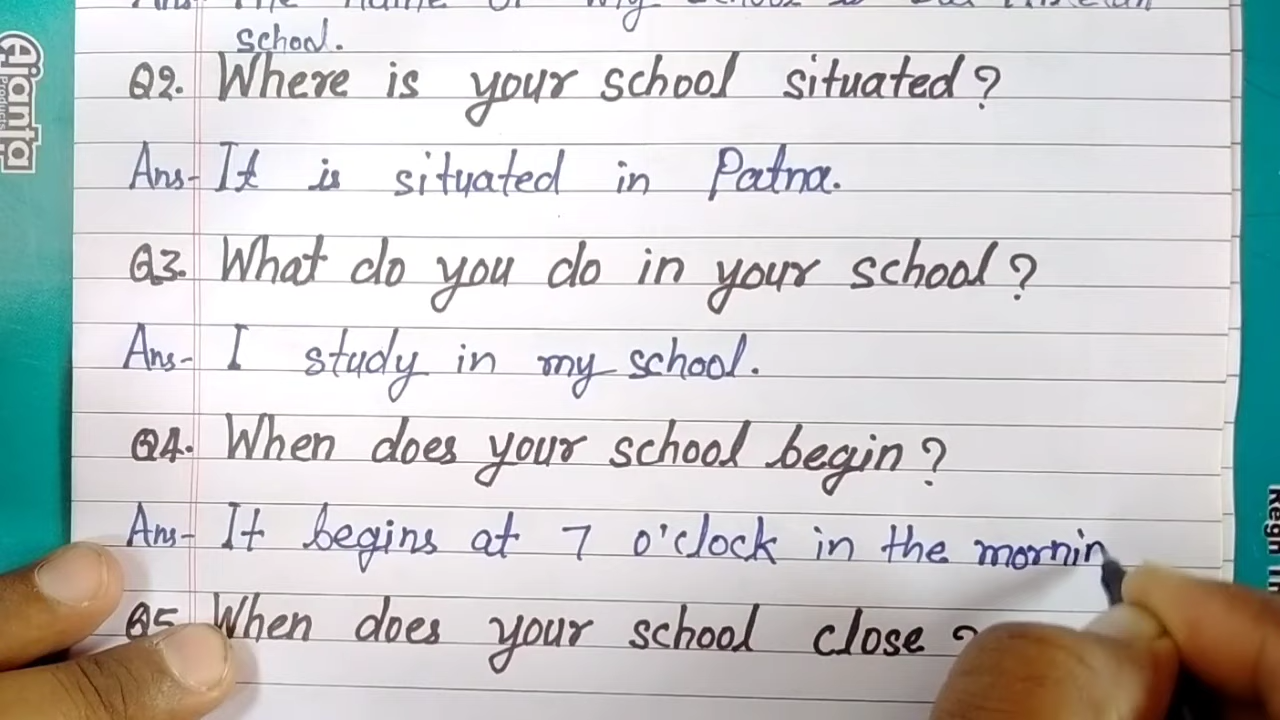 school.
Q2. Where is your school situated?
Ans- It is situated in Patna.
Q3. What do you do in your school?
Ans- I study in my school.
Q4. When does your school begin?
Ans- It begins at 7 o'clock in the mornin
Q5 When does your school close ?
Ajanta
Products